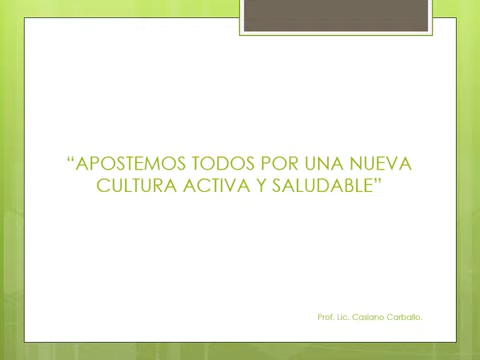 “APOSTEMOS TODOS POR UNA NUEVA
CULTURA ACTIVA Y SALUDABLE”
Prof. Lic. Casiano Carballo.